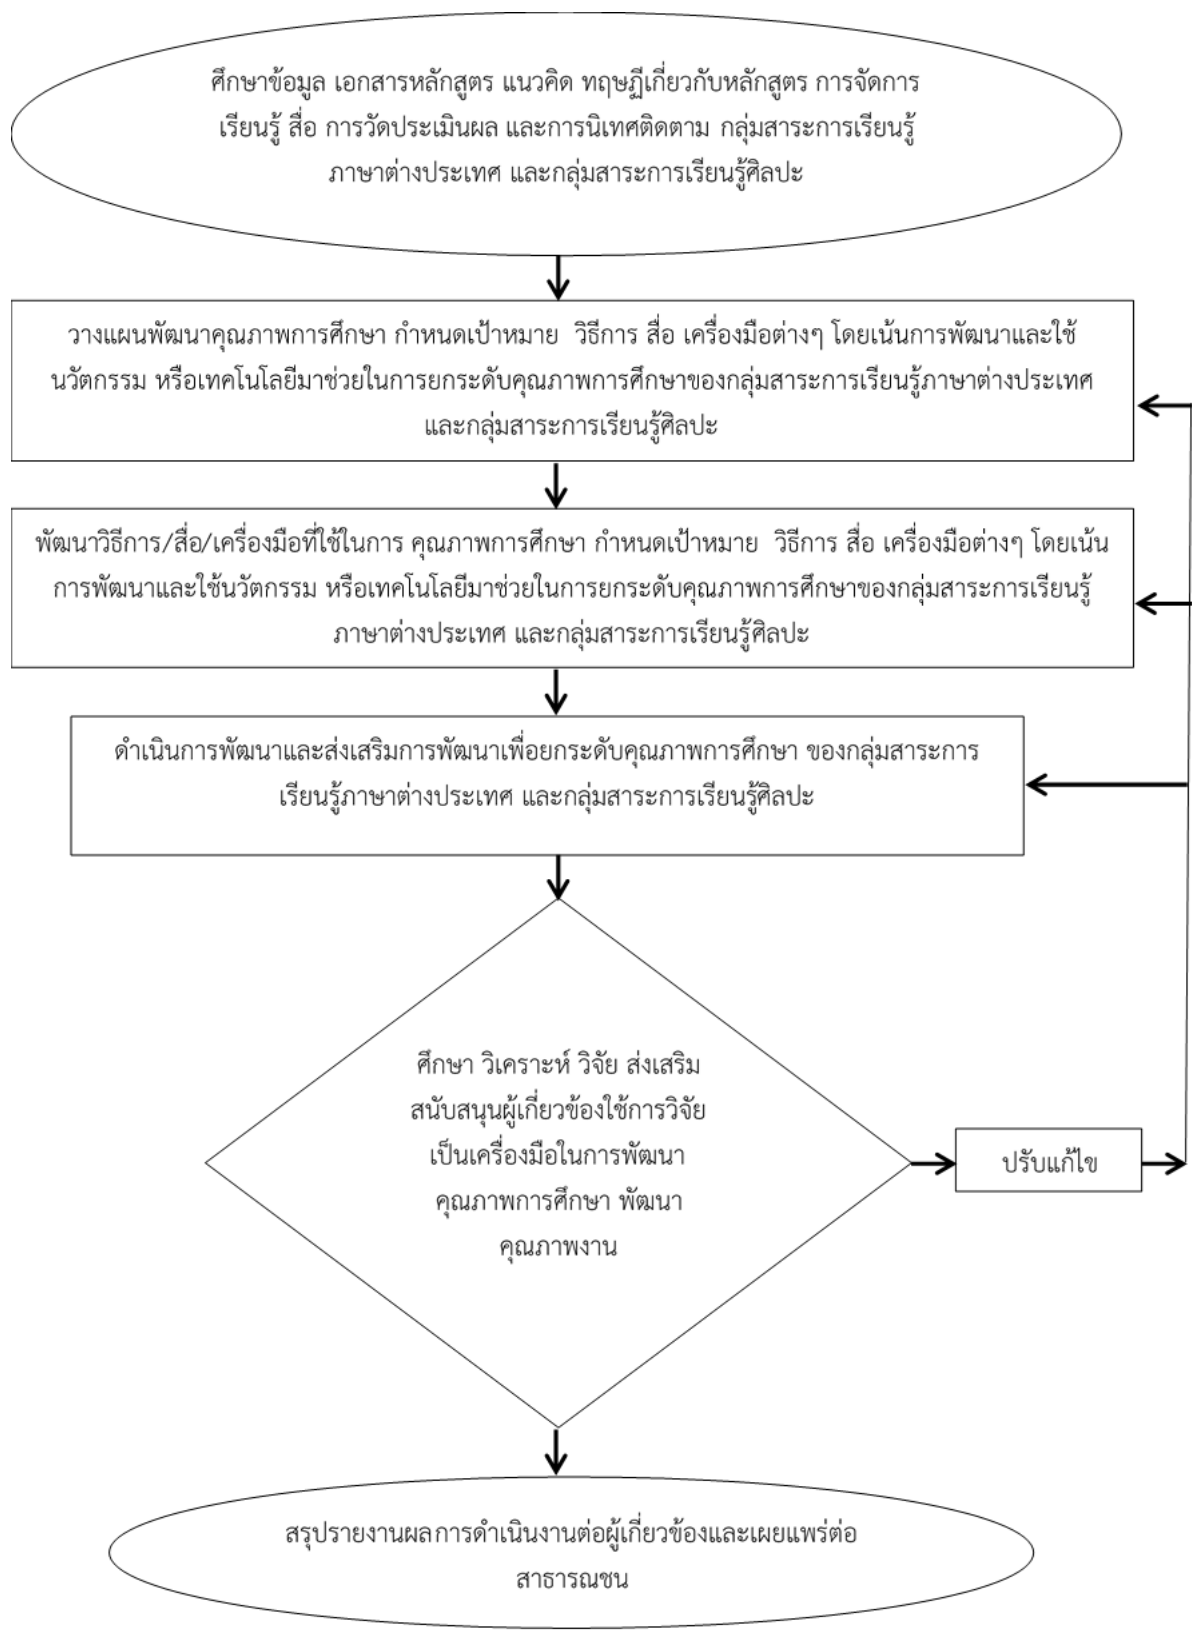 ศึกษาข้อมูล เอกสารหลักสูตร แนวคิด ทฤษฏีเกี่ยวกับหลักสูตร การจัดการ
เรียนรู้ สื่อ การวัดประเมินผล และการนิเทศติดตาม กลุ่มสาระการเรียนรู้
ภาษาต่างประเทศ และกลุ่มสาระการเรียนรู้ศิลปะ
วางแผนพัฒนาคุณภาพการศึกษา กำหนดเป้าหมาย วิธีการ สื่อ เครื่องมือต่างๆ โดยเน้นการพัฒนาและใช้
นวัตกรรม หรือเทคโนโลยีมาช่วยในการยกระดับคุณภาพการศึกษาของกลุ่มสาระการเรียนรู้ภาษาต่างประเทศ
และกลุ่มสาระการเรียนรู้ศิลปะ
พัฒนาวิธีการ/สื่อ/เครื่องมือที่ใช้ในการ คุณภาพการศึกษา กำหนดเป้าหมาย วิธีการ สื่อ เครื่องมือต่างๆ โดยเน้น
การพัฒนาและใช้นวัตกรรม หรือเทคโนโลยีมาช่วยในการยกระดับคุณภาพการศึกษาของกลุ่มสาระการเรียนรู้
ภาษาต่างประเทศ และกลุ่มสาระการเรียนรู้ศิลปะ
ดำเนินการพัฒนาและส่งเสริมการพัฒนาเพื่อยกระดับคุณภาพการศึกษา ของกลุ่มสาระการ
เรียนรู้ภาษาต่างประเทศ และกลุ่มสาระการเรียนรู้ศิลปะ
ศึกษา วิเคราะห์ วิจัย ส่งเสริม
สนับสนุนผู้เกี่ยวข้องใช้การวิจัย
เป็นเครื่องมือในการพัฒนา
คุณภาพการศึกษา พัฒนา
คุณภาพงาน
ปรับแก้ไข
สรุปรายงานผลการดำเนินงานต่อผู้เกี่ยวข้องและเผยแพร่ต่อ
สาธารณชน